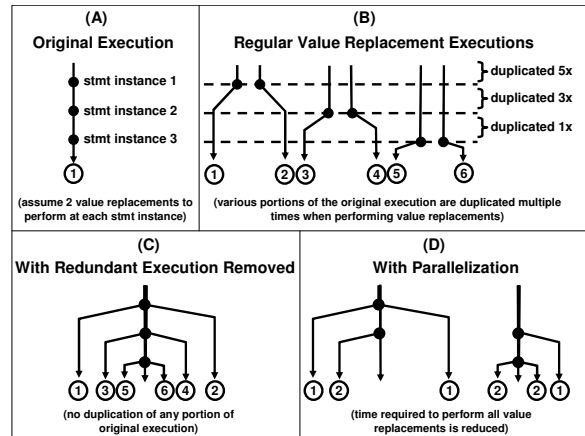 (A)
Original Execution
stmt instance 1
stmt instance 2
stmt instance 3
1
(assume 2 value replacements to
perform at each stmt instance)
(B)
Regular Value Replacement Executions
duplicated 5x
duplicated 3x
duplicated 1x
1 2 3 4 5 6
(various portions of the original execution are duplicated multiple
times when performing value replacements)
(C)
With Redundant Execution Removed
1 3 5 6 4 2
(no duplication of any portion of
original execution)
(D)
With Parallelization
1 2 1 2 2 1
(time required to perform all value
replacements is reduced)